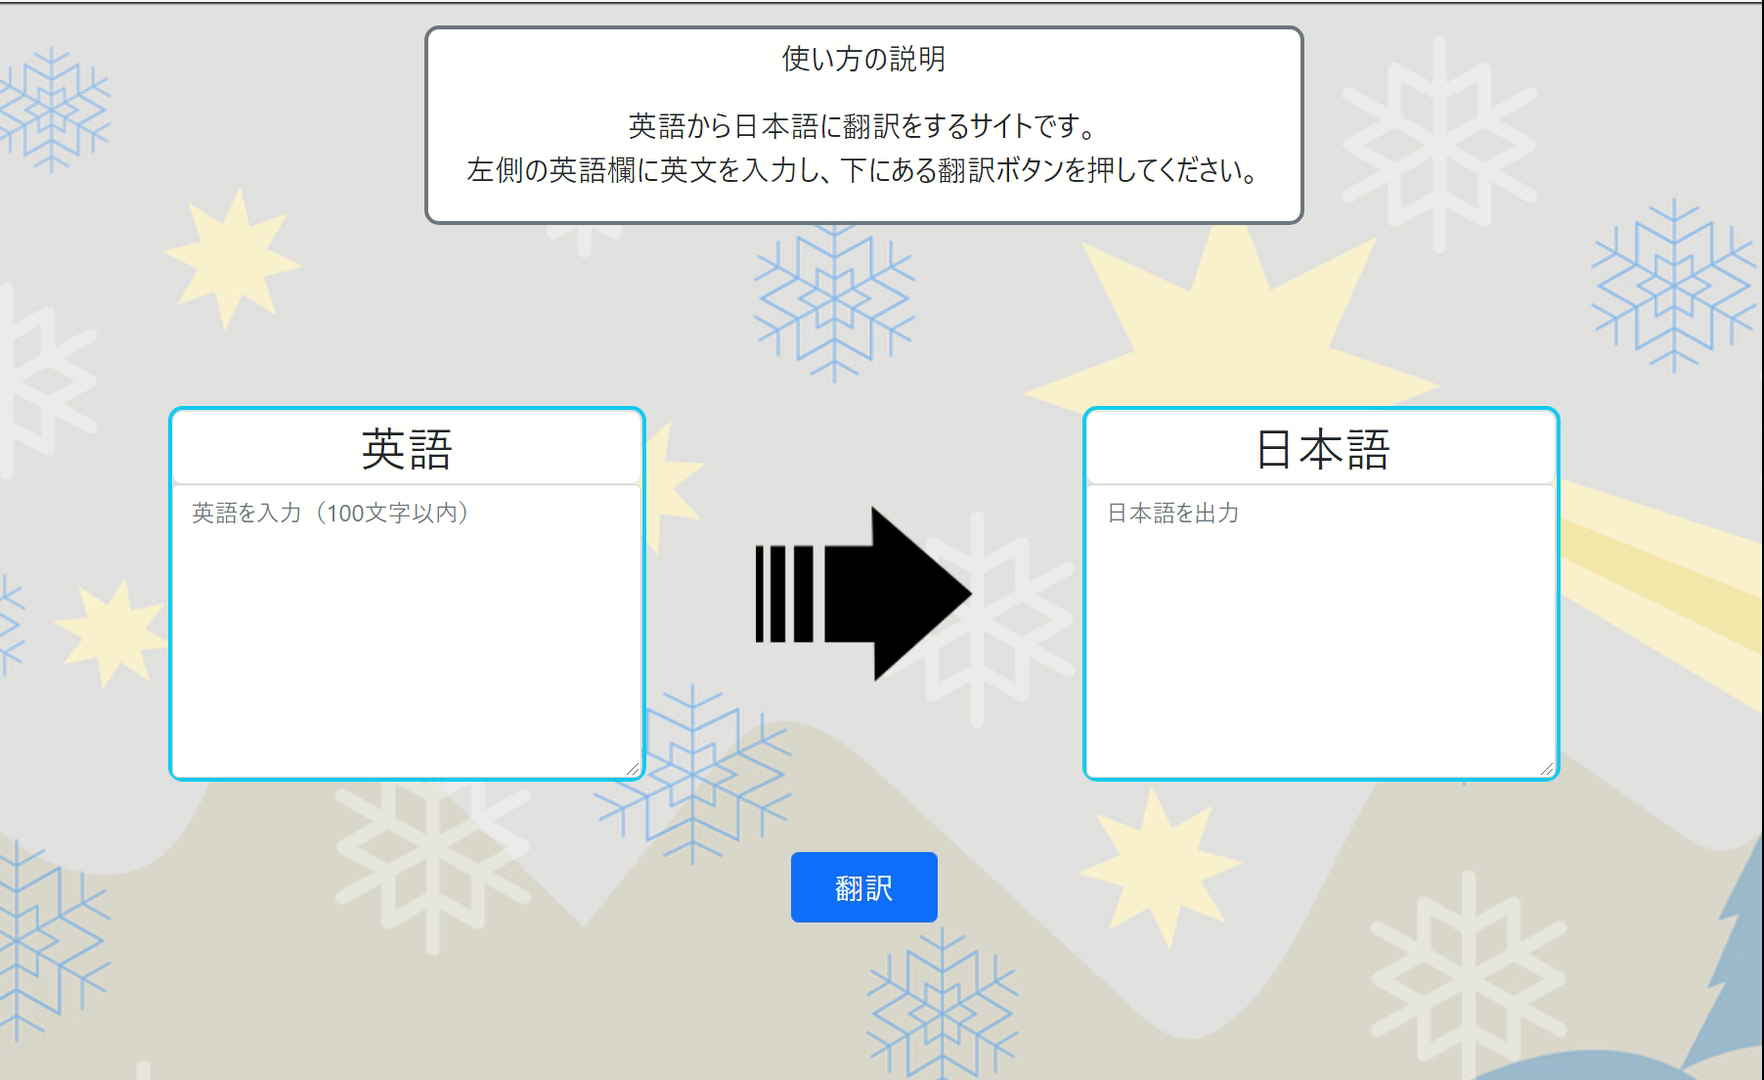 使い方の説明
英語から日本語に翻訳をするサイトです。
左側の英語欄に英文を入力し、下にある翻訳ボタンを押してください。
英語
英語を入力（100文字以内）
日本語
日本語を出力
翻訳